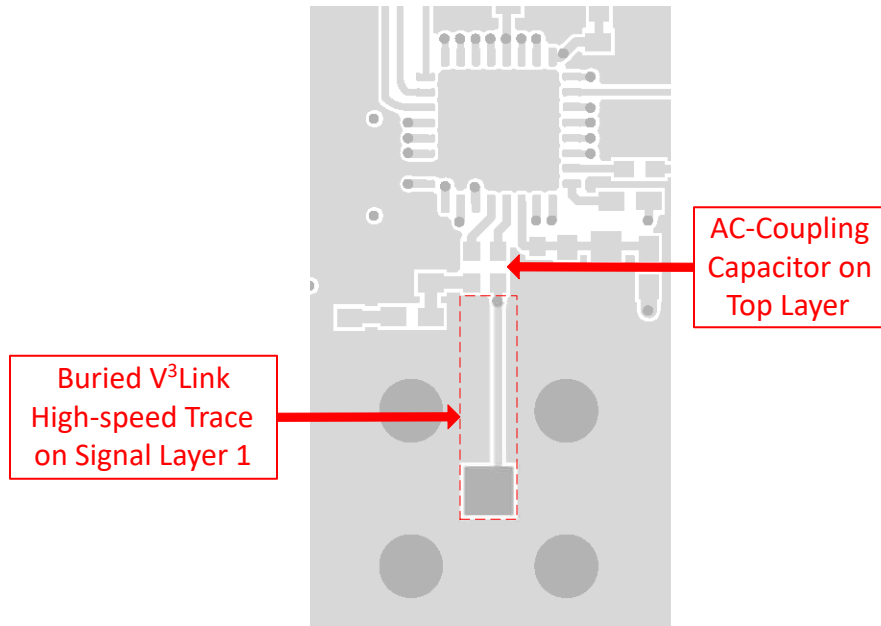 AC-Coupling
Capacitor on
Top Layer
Buried V³Link
High-speed Trace
on Signal Layer 1